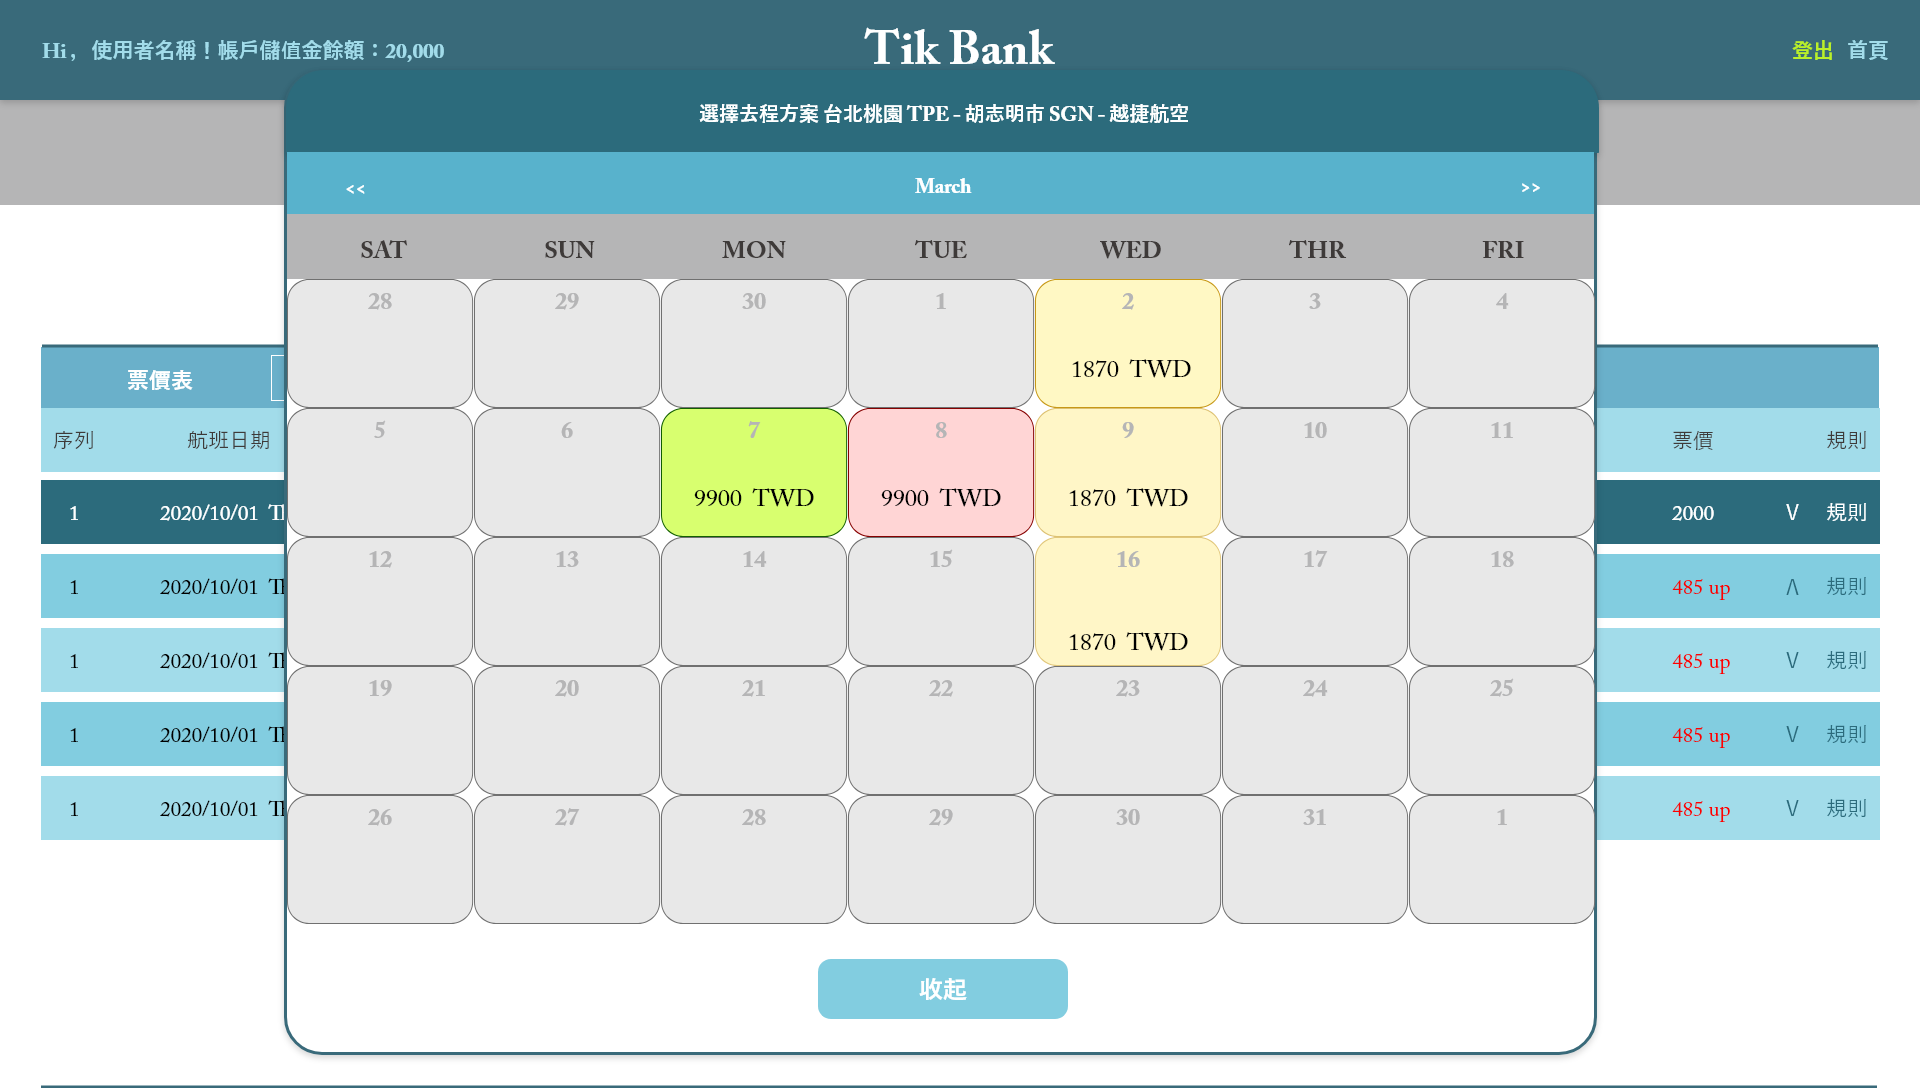 Hi，使用者名稱！帳戶儲值金餘額：20,000
Tik Bank
登出 首頁
選擇去程方案 台北桃園 TPE - 胡志明市 SGN - 越捷航空
<< March >>
SAT SUN MON TUE WED THR FRI
28 29 30 1 2 3 4
1870 TWD
5 6 7 8 9 10 11
9900 TWD 9900 TWD 1870 TWD
12 13 14 15 16 17 18
1870 TWD
19 20 21 22 23 24 25
26 27 28 29 30 31 1
收起
票價表
序列 航班日期 票價 規則
1 2020/10/01 2000 V 規則
1 2020/10/01 485 up Λ 規則
1 2020/10/01 485 up V 規則
1 2020/10/01 485 up V 規則
1 2020/10/01 485 up V 規則